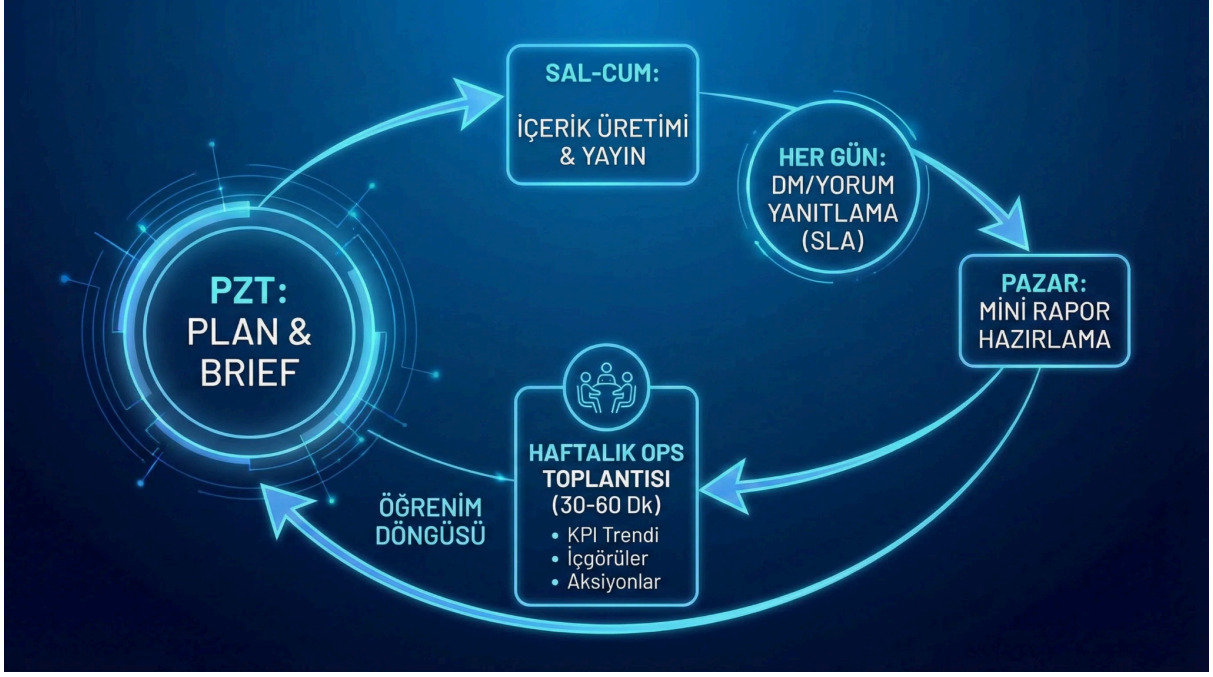 SAL-CUM:
İÇERİK ÜRETİMİ
& YAYIN
HER GÜN:
DM/YORUM
YANITLAMA
(SLA)
PZT:
PLAN &
BRIEF
PAZAR:
MİNİ RAPOR
HAZIRLAMA
HAFTALIK OPS
TOPLANTISI
(30-60 Dk)
• KPI Trendi
• İçgörüler
• Aksiyonlar
ÖĞRENİM
DÖNGÜSÜ